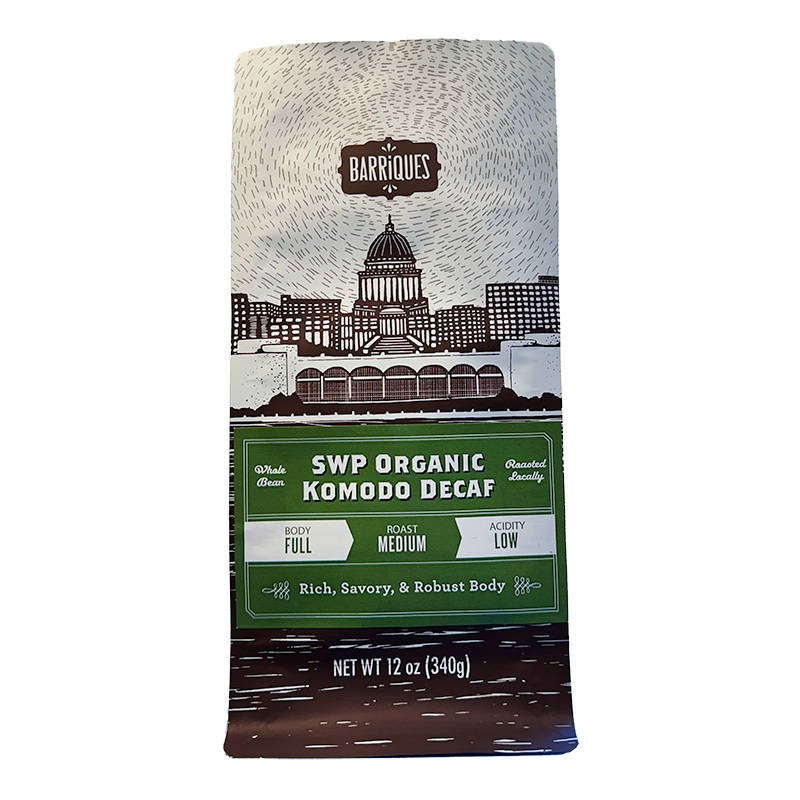 BARRiQUES
Whole
Bean
SWP ORGANIC
KOMODO DECAF
Roasted
Locally
BODY
FULL
ROAST
MEDIUM
ACIDITY
LOW
Rich, Savory, & Robust Body
NET WT 12 oz (340g)